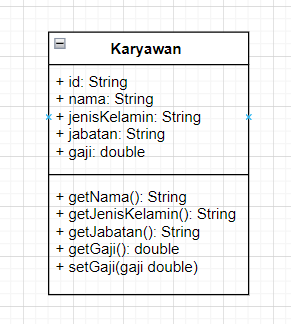 Karyawan
+ id: String
+ nama: String
+ jenisKelamin: String
+ jabatan: String
+ gaji: double
+ getNama(): String
+ getJenisKelamin(): String
+ getJabatan(): String
+ getGaji(): double
+ setGaji(gaji double)